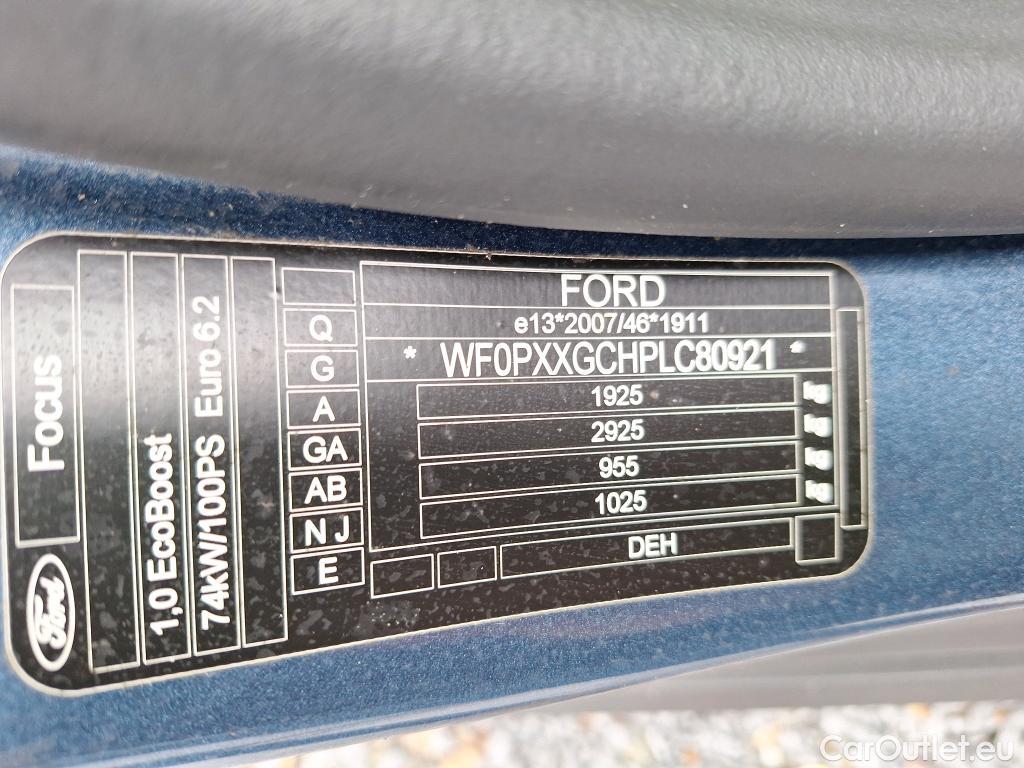 FORD
e13*2007/46*1911
* WF0PXXGCHPLC80921 *
1925 kg
2925 kg
955 kg
1025 kg
DEH
Q
G
A
GA
AB
N J
E
Focus
Ford
1,0 EcoBoost
74kW/100PS Euro 6.2
CarOutlet.eu